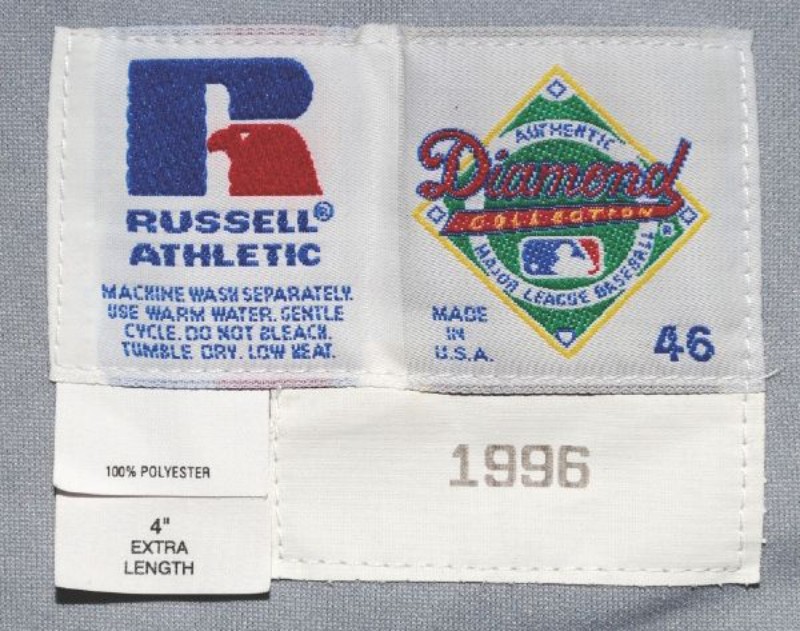 RUSSELL®
ATHLETIC
MACHINE WASH SEPARATELY.
USE WARM WATER. GENTLE
CYCLE. DO NOT BLEACH.
TUMBLE DRY. LOW HEAT.
AUTHENTIC
Diamond
COLLECTION
®
MAJOR LEAGUE BASEBALL
MADE
IN
U.S.A.
46
100% POLYESTER
4"
EXTRA
LENGTH
1996